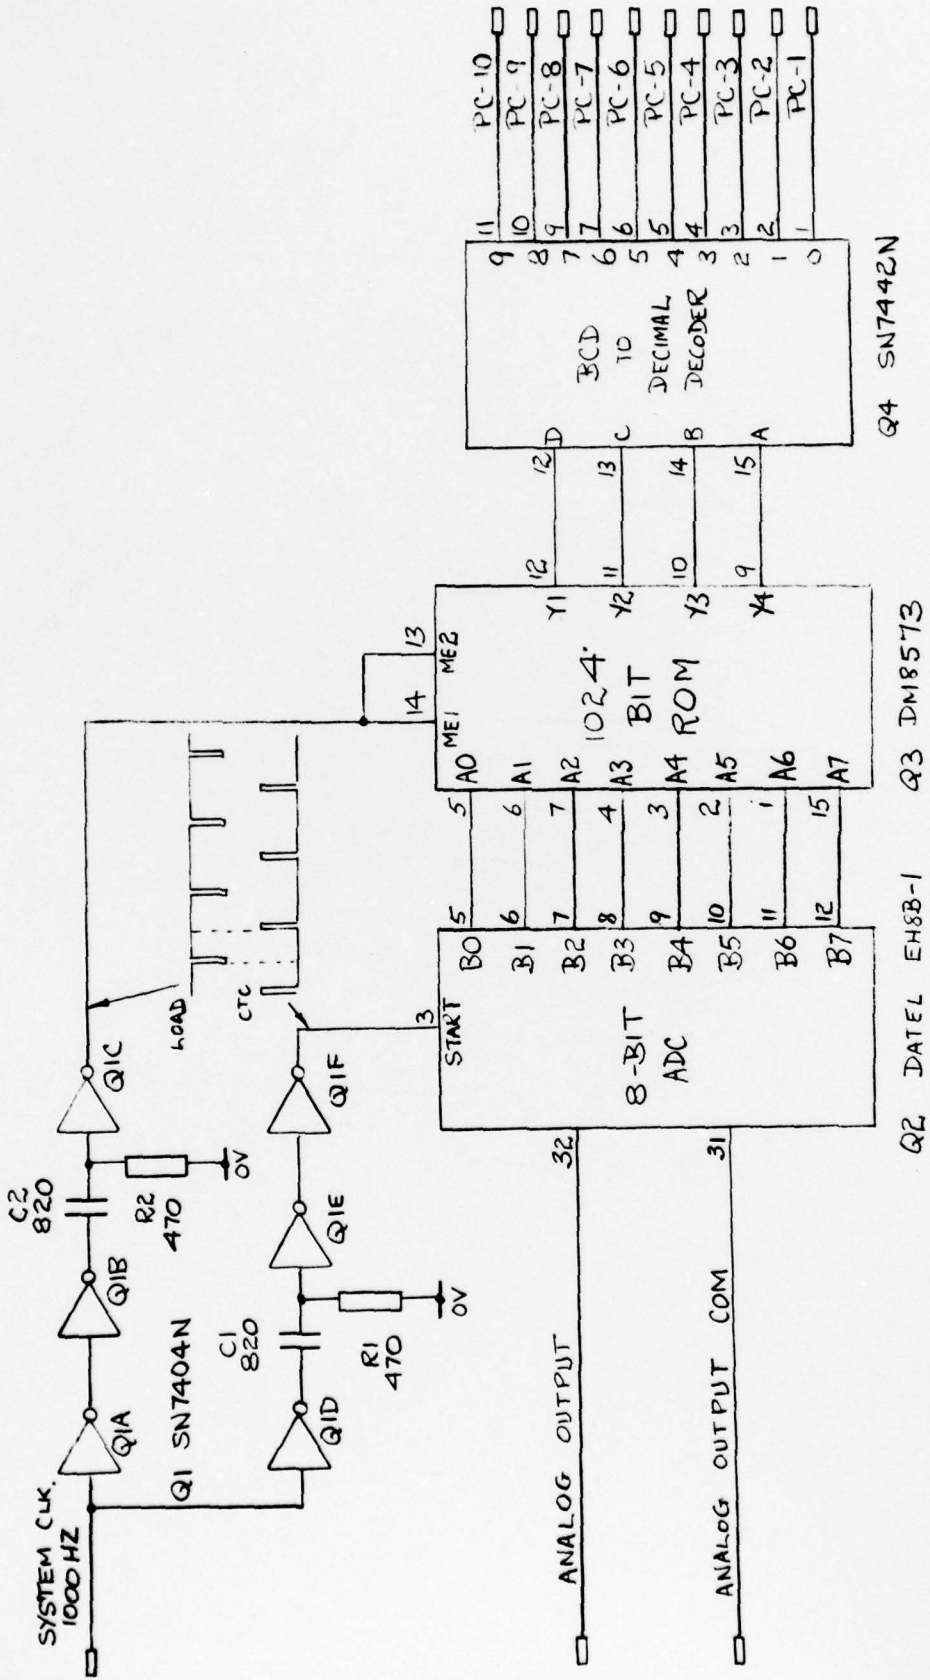 SYSTEM CLK.
1000 HZ
Q1A
Q1B
C2
820
R2
470
0V
Q1C
Q1 SN7404N
Q1D
C1
820
R1
470
0V
Q1E
Q1F
LOAD
CTC
ANALOG OUTPUT
32
ANALOG OUTPUT COM
31
START
3
8-BIT
ADC
B0 5
B1 6
B2 7
B3 8
B4 9
B5 10
B6 11
B7 12
Q2 DATEL EH8B-1
5 A0
6 A1
7 A2
4 A3
3 A4
2 A5
1 A6
15 A7
14
ME1
13
ME2
1024
BIT
ROM
Y1 12
Y2 11
Y3 10
Y4 9
Q3 DM8573
12 D
13 C
14 B
15 A
BCD
TO
DECIMAL
DECODER
9 11 PC-10
8 10 PC-9
7 9 PC-8
6 7 PC-7
5 6 PC-6
4 5 PC-5
3 4 PC-4
2 3 PC-3
1 2 PC-2
0 1 PC-1
Q4 SN7442N